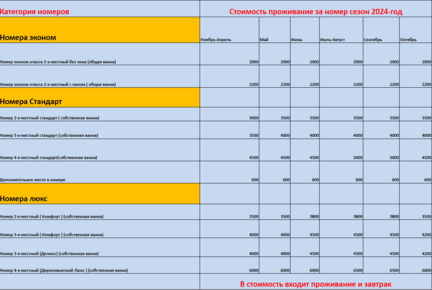 Категория номеров Стоимость проживание за номер сезон 2024-год
Номера эконом Ноябрь-Апрель Май Июнь Июль-Август Сентябрь Октябрь
Номер эконом класса 2-х местный без окна (общая ванна) 2000 2000 2000 2000 2000 2000
Номер эконом класса 2-х местный с окном ( общая ванна) 2200 2200 2200 2200 2200 2200
Номера Стандарт
Номер 2-х местный стандарт ( собственная ванна) 3000 3500 3500 3500 3500 3500
Номер 3-х местный стандарт (собственная ванна) 3500 4000 4000 4000 4000 4000
Номер 4-х местный стандарт(собственная ванна) 4500 4500 4500 5000 5000 4500
Дополнительное место в номере 600 600 600 600 600 600
Номера люкс
Номер 2-х местный ( Комфорт ) (собственная ванна) 3500 3500 3800 3800 3800 3500
Номер 3-х местный ( Комфорт ) (собственная ванна) 4000 4000 4500 4500 4500 4200
Номер 3-х местный (Делюкс) (собственная ванна) 4000 4000 4500 4500 4500 4200
Номер 4-х местный (Двухкомнатный Люкс ) (собственная ванна) 6000 6000 6000 6500 6500 6000
В стоимость входит проживание и завтрак